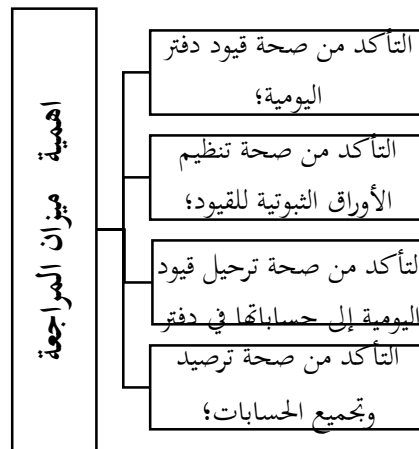 اهمية ميزان المراجعة
التأكد من صحة قيود دفتر
اليومية؛
التأكد من صحة تنظيم
الأوراق الثبوتية للقيود؛
لتأكد من صحة ترحيل قيود
اليومية إلى حساباتها في دفتر
التأكد من صحة ترصيد
وتجميع الحسابات؛